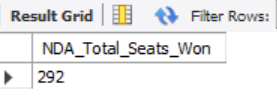 Result Grid Filter Rows:
NDA_Total_Seats_Won
292